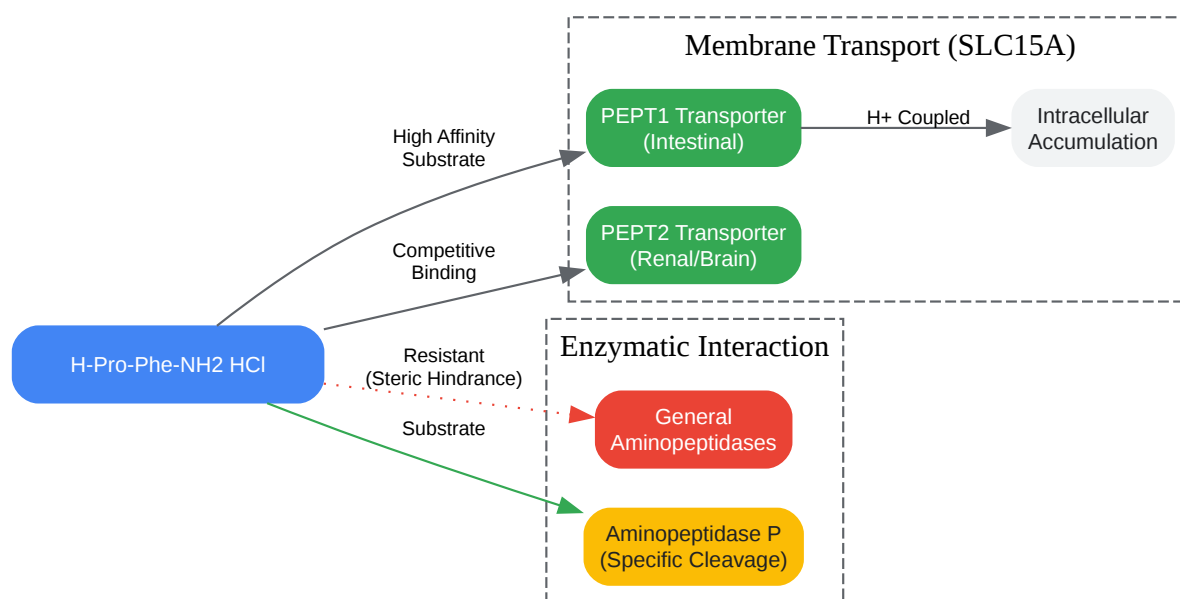 Membrane Transport (SLC15A)
PEPT1 Transporter
(Intestinal)
H+ Coupled
Intracellular
Accumulation
High Affinity
Substrate
PEPT2 Transporter
(Renal/Brain)
Competitive
Binding
H-Pro-Phe-NH2 HCl
Enzymatic Interaction
Resistant
(Steric Hindrance)
General
Aminopeptidases
Substrate
Aminopeptidase P
(Specific Cleavage)